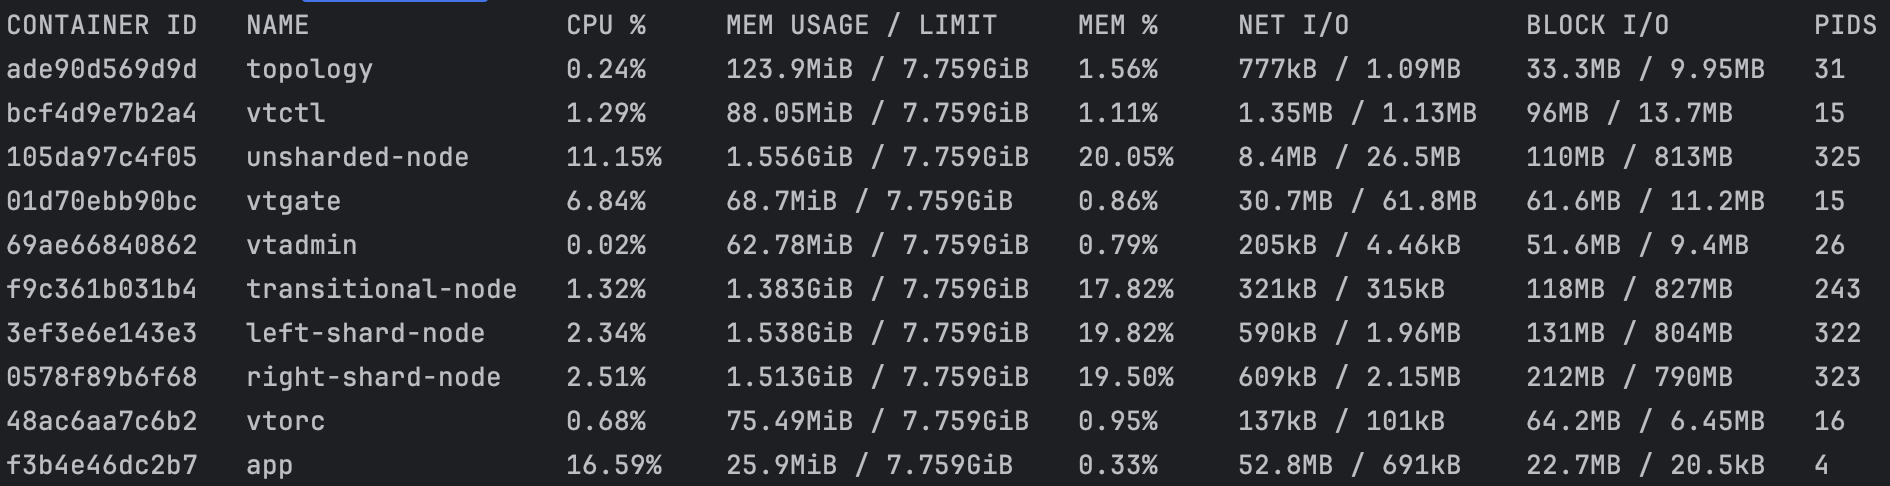 CONTAINER ID   NAME                CPU %     MEM USAGE / LIMIT    MEM %     NET I/O           BLOCK I/O         PIDS
ade90d569d9d   topology            0.24%     123.9MiB / 7.759GiB   1.56%     777kB / 1.09MB    33.3MB / 9.95MB   31
bcf4d9e7b2a4   vtctl               1.29%     88.05MiB / 7.759GiB   1.11%     1.35MB / 1.13MB   96MB / 13.7MB     15
105da97c4f05   unsharded-node      11.15%    1.556GiB / 7.759GiB   20.05%    8.4MB / 26.5MB    110MB / 813MB     325
01d70ebb90bc   vtgate              6.84%     68.7MiB / 7.759GiB    0.86%     30.7MB / 61.8MB   61.6MB / 11.2MB   15
69ae66840862   vtadmin             0.02%     62.78MiB / 7.759GiB   0.79%     205kB / 4.46kB    51.6MB / 9.4MB    26
f9c361b031b4   transitional-node   1.32%     1.383GiB / 7.759GiB   17.82%    321kB / 315kB     118MB / 827MB     243
3ef3e6e143e3   left-shard-node     2.34%     1.538GiB / 7.759GiB   19.82%    590kB / 1.96MB    131MB / 804MB     322
0578f89b6f68   right-shard-node    2.51%     1.513GiB / 7.759GiB   19.50%    609kB / 2.15MB    212MB / 790MB     323
48ac6aa7c6b2   vtorc               0.68%     75.49MiB / 7.759GiB   0.95%     137kB / 101kB     64.2MB / 6.45MB   16
f3b4e46dc2b7   app                 16.59%    25.9MiB / 7.759GiB    0.33%     52.8MB / 691kB    22.7MB / 20.5kB   4